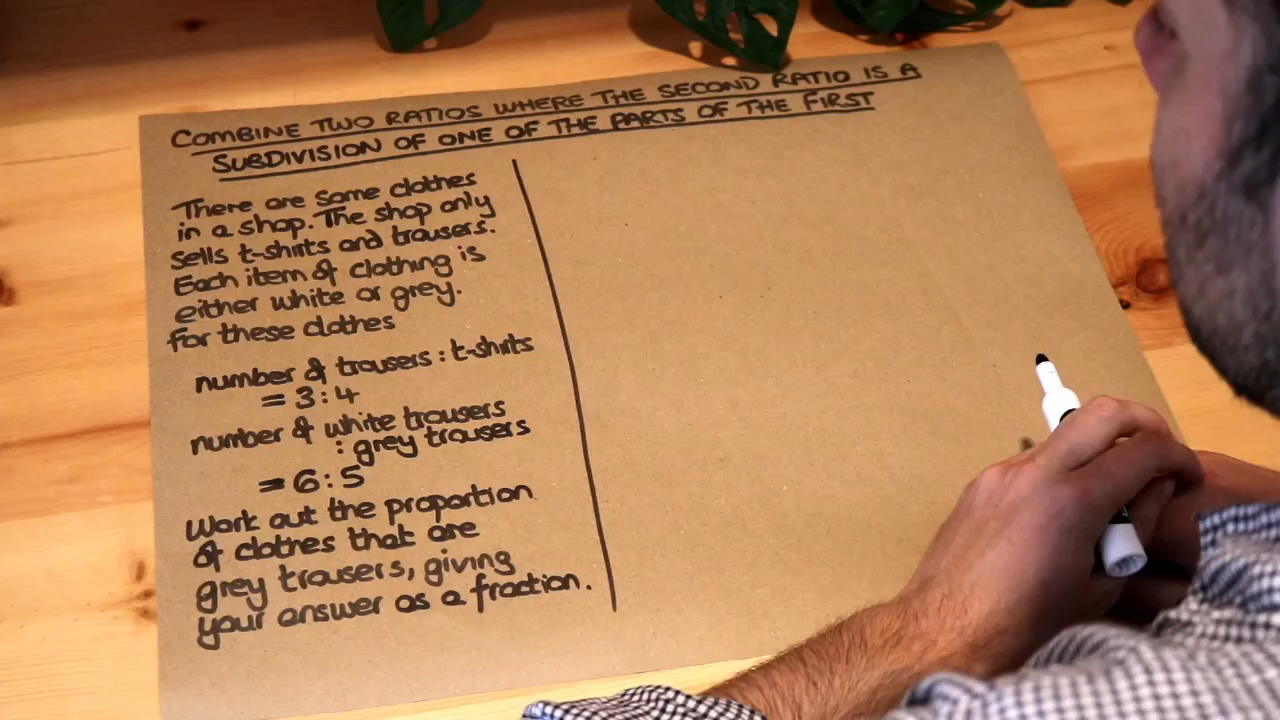 COMBINE TWO RATIOS WHERE THE SECOND RATIO IS A
SUBDIVISION OF ONE OF THE PARTS OF THE FIRST
There are some clothes
in a shop. The shop only
sells t-shirts and trousers.
Each item of clothing is
either white or grey.
For these clothes
number of trousers : t-shirts
= 3 : 4
number of white trousers
: grey trousers
= 6 : 5
Work out the proportion
of clothes that are
grey trousers, giving
your answer as a fraction.